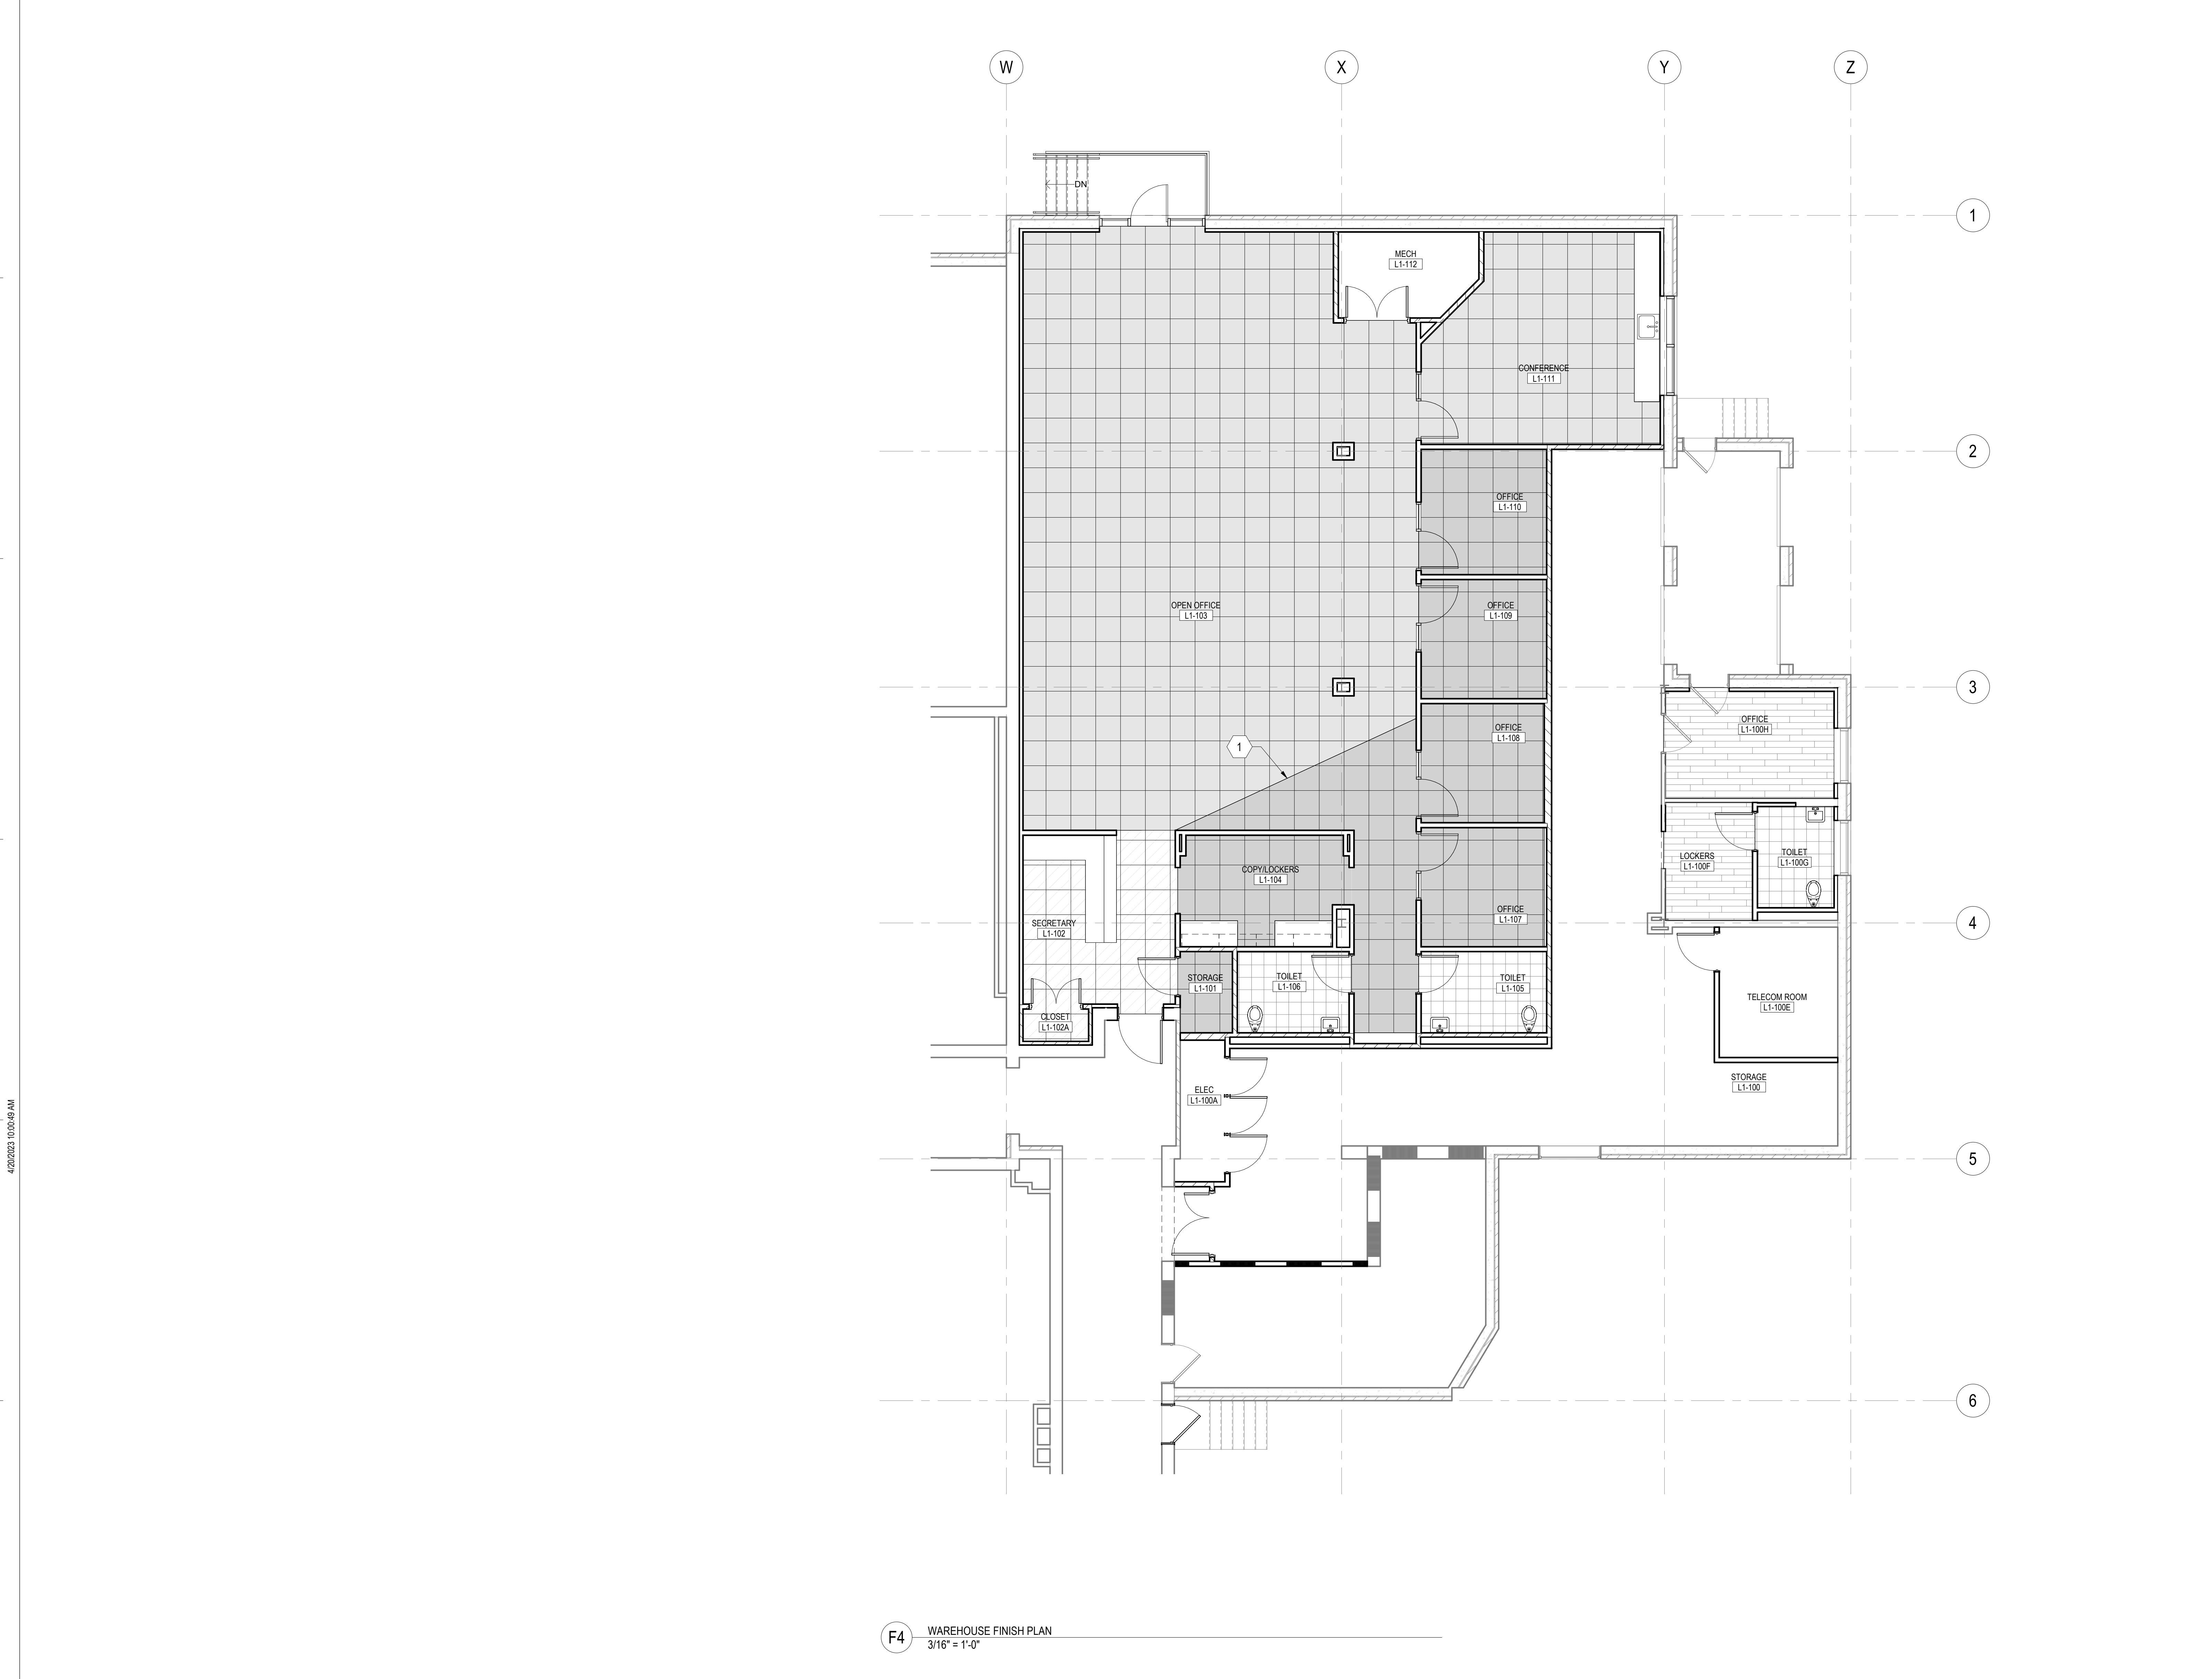 W
X
Y
Z
DN
1
MECH
L1-112
CONFERENCE
L1-111
2
OFFICE
L1-110
OPEN OFFICE
L1-103
OFFICE
L1-109
3
OFFICE
L1-100H
OFFICE
L1-108
1
LOCKERS
L1-100F
TOILET
L1-100G
COPY/LOCKERS
L1-104
SECRETARY
L1-102
OFFICE
L1-107
4
STORAGE
L1-101
TOILET
L1-106
TOILET
L1-105
TELECOM ROOM
L1-100E
CLOSET
L1-102A
STORAGE
L1-100
ELEC
L1-100A
4/20/2023 10:00:49 AM
5
6
F4
WAREHOUSE FINISH PLAN
3/16" = 1'-0"